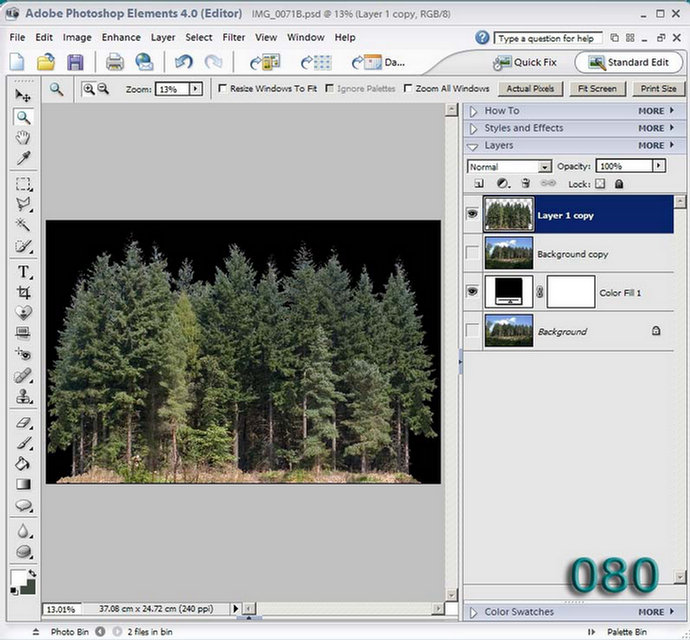 Adobe Photoshop Elements 4.0 (Editor) IMG_0071B.psd @ 13% (Layer 1 copy, RGB/8)
File Edit Image Enhance Layer Select Filter View Window Help Type a question for help
Da... Quick Fix Standard Edit
Zoom: 13% Resize Windows To Fit Ignore Palettes Zoom All Windows Actual Pixels Fit Screen Print Size
How To MORE
Styles and Effects MORE
Layers MORE
Normal Opacity: 100%
Lock:
Layer 1 copy
Background copy
Color Fill 1
Background
T
080
13.01% 37.08 cm x 24.72 cm (240 ppi)
Color Swatches MORE
Photo Bin 2 files in bin Palette Bin